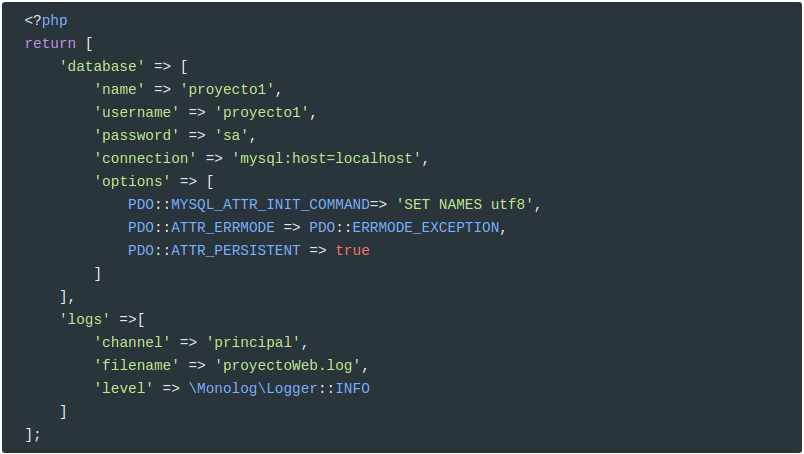 <?php
return [
    'database' => [
        'name' => 'proyecto1',
        'username' => 'proyecto1',
        'password' => 'sa',
        'connection' => 'mysql:host=localhost',
        'options' => [
            PDO::MYSQL_ATTR_INIT_COMMAND=> 'SET NAMES utf8',
            PDO::ATTR_ERRMODE => PDO::ERRMODE_EXCEPTION,
            PDO::ATTR_PERSISTENT => true
        ]
    ],
    'logs' =>[
        'channel' => 'principal',
        'filename' => 'proyectoWeb.log',
        'level' => \Monolog\Logger::INFO
    ]
];